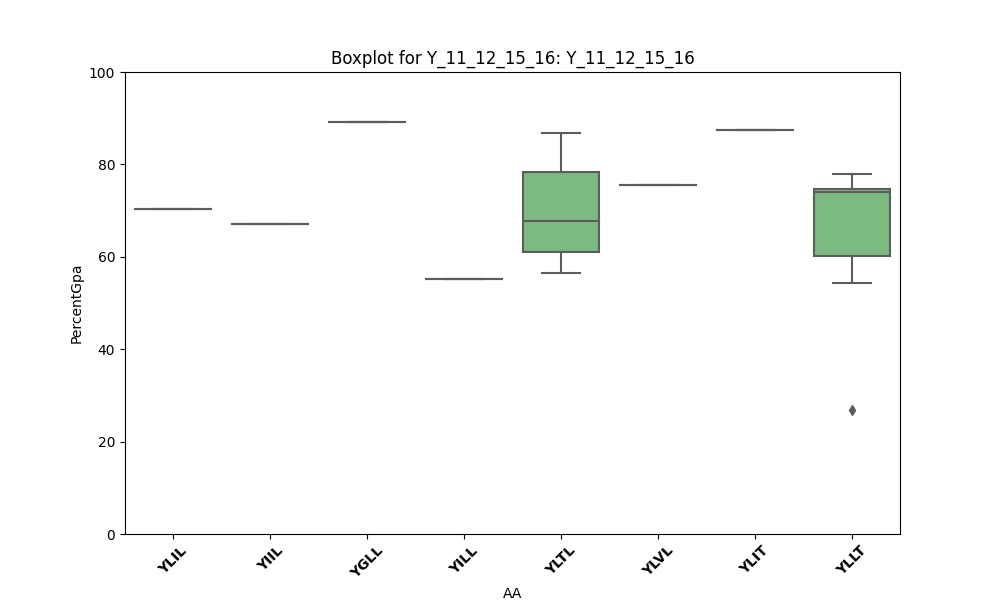 Boxplot for Y_11_12_15_16: Y_11_12_15_16
100
80
60
40
20
0
PercentGpa
YLIL YIIL YGLL YILL YLTL YLVL YLIT YLLT
AA